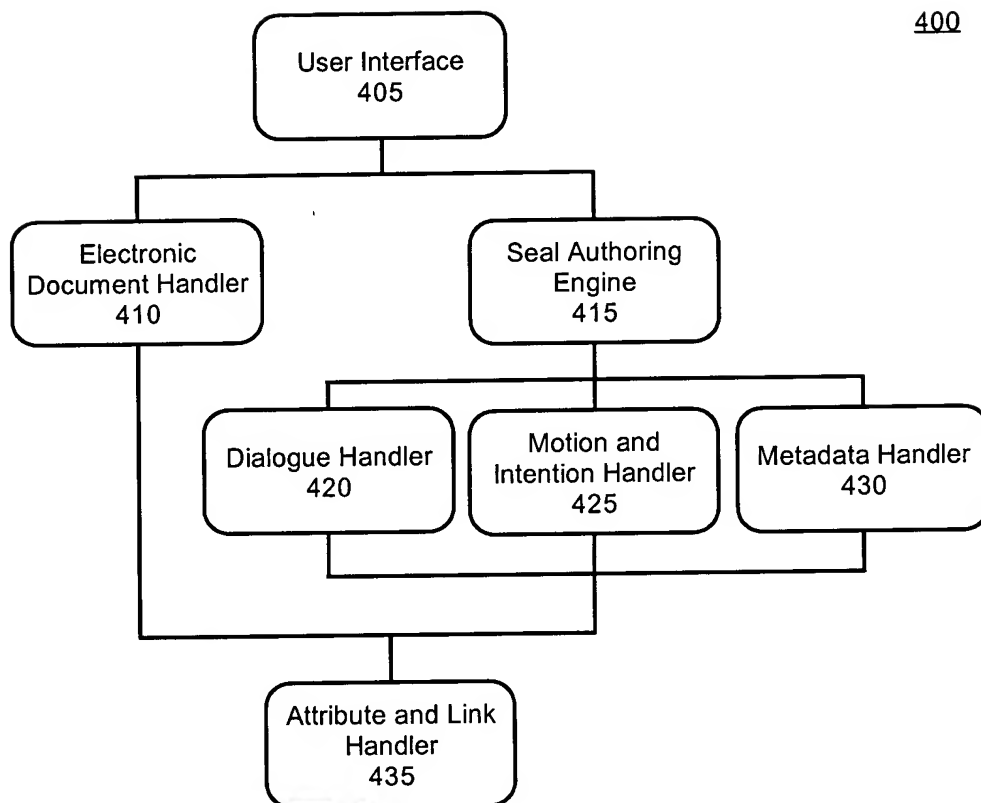 400
User Interface
405
Electronic
Document Handler
410
Seal Authoring
Engine
415
Dialogue Handler
420
Motion and
Intention Handler
425
Metadata Handler
430
Attribute and Link
Handler
435